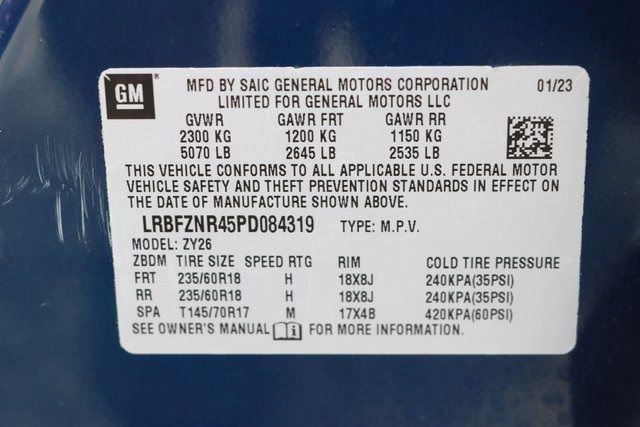 GM
MFD BY SAIC GENERAL MOTORS CORPORATION 01/23
LIMITED FOR GENERAL MOTORS LLC
GVWR GAWR FRT GAWR RR
2300 KG 1200 KG 1150 KG
5070 LB 2645 LB 2535 LB
THIS VEHICLE CONFORMS TO ALL APPLICABLE U.S. FEDERAL MOTOR
VEHICLE SAFETY AND THEFT PREVENTION STANDARDS IN EFFECT ON
THE DATE OF MANUFACTURE SHOWN ABOVE.
LRBFZNR45PD084319 TYPE: M.P.V.
MODEL: ZY26
ZBDM TIRE SIZE SPEED RTG RIM COLD TIRE PRESSURE
FRT 235/60R18 H 18X8J 240KPA(35PSI)
RR 235/60R18 H 18X8J 240KPA(35PSI)
SPA T145/70R17 M 17X4B 420KPA(60PSI)
SEE OWNER'S MANUAL FOR MORE INFORMATION.